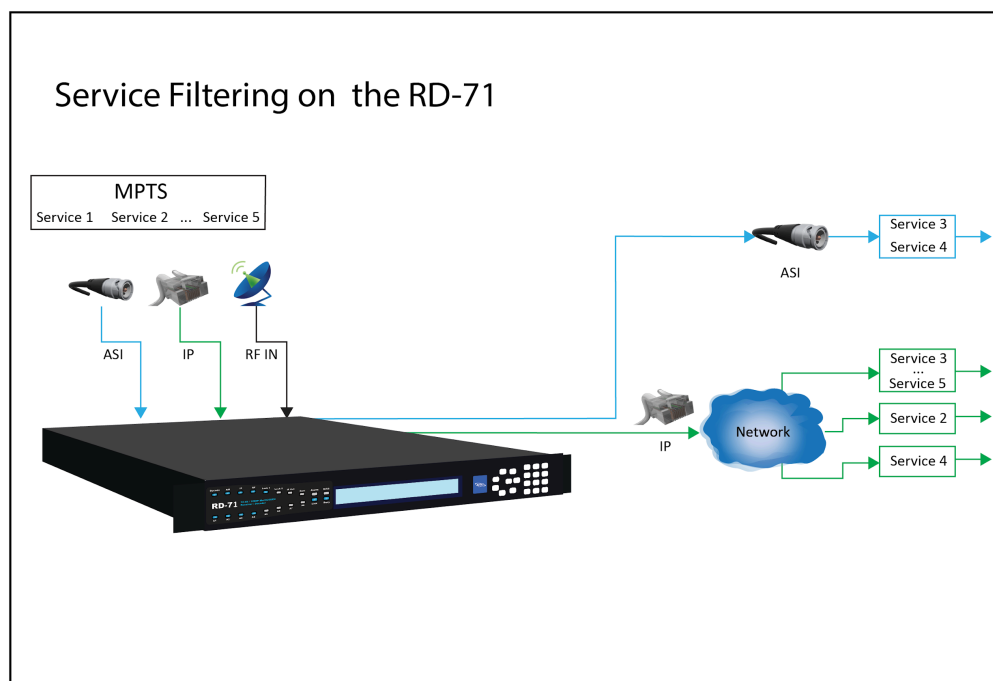 Service Filtering on the RD-71
MPTS
Service 1 Service 2 ... Service 5
ASI
IP
RF IN
ASI
Service 3
Service 4
IP
Network
Service 3
...
Service 5
Service 2
Service 4
RD-71